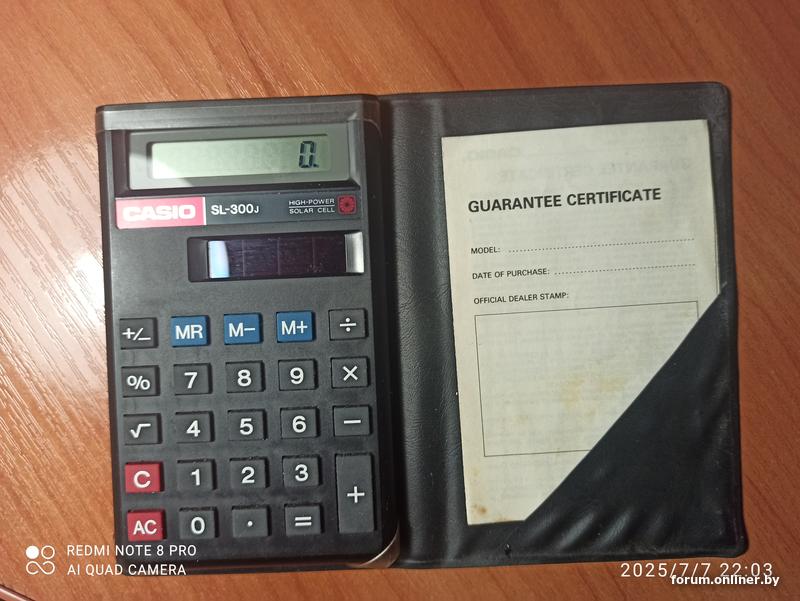 0.
CASIO SL-300J HIGH-POWER
SOLAR CELL
+/− MR M− M+ ÷
% 7 8 9 ×
√ 4 5 6 −
C 1 2 3 +
AC 0 · =
GUARANTEE CERTIFICATE
MODEL:
DATE OF PURCHASE:
OFFICIAL DEALER STAMP:
REDMI NOTE 8 PRO
AI QUAD CAMERA
2025/7/7 22:03
forum.onliner.by